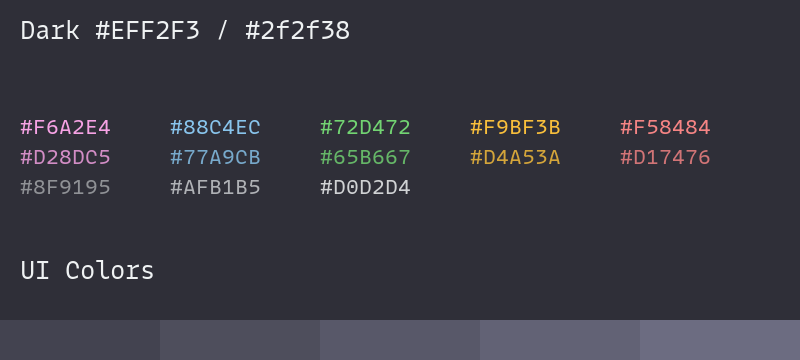 Dark #EFF2F3 / #2f2f38
#F6A2E4 #88C4EC #72D472 #F9BF3B #F58484
#D28DC5 #77A9CB #65B667 #D4A53A #D17476
#8F9195 #AFB1B5 #D0D2D4
UI Colors